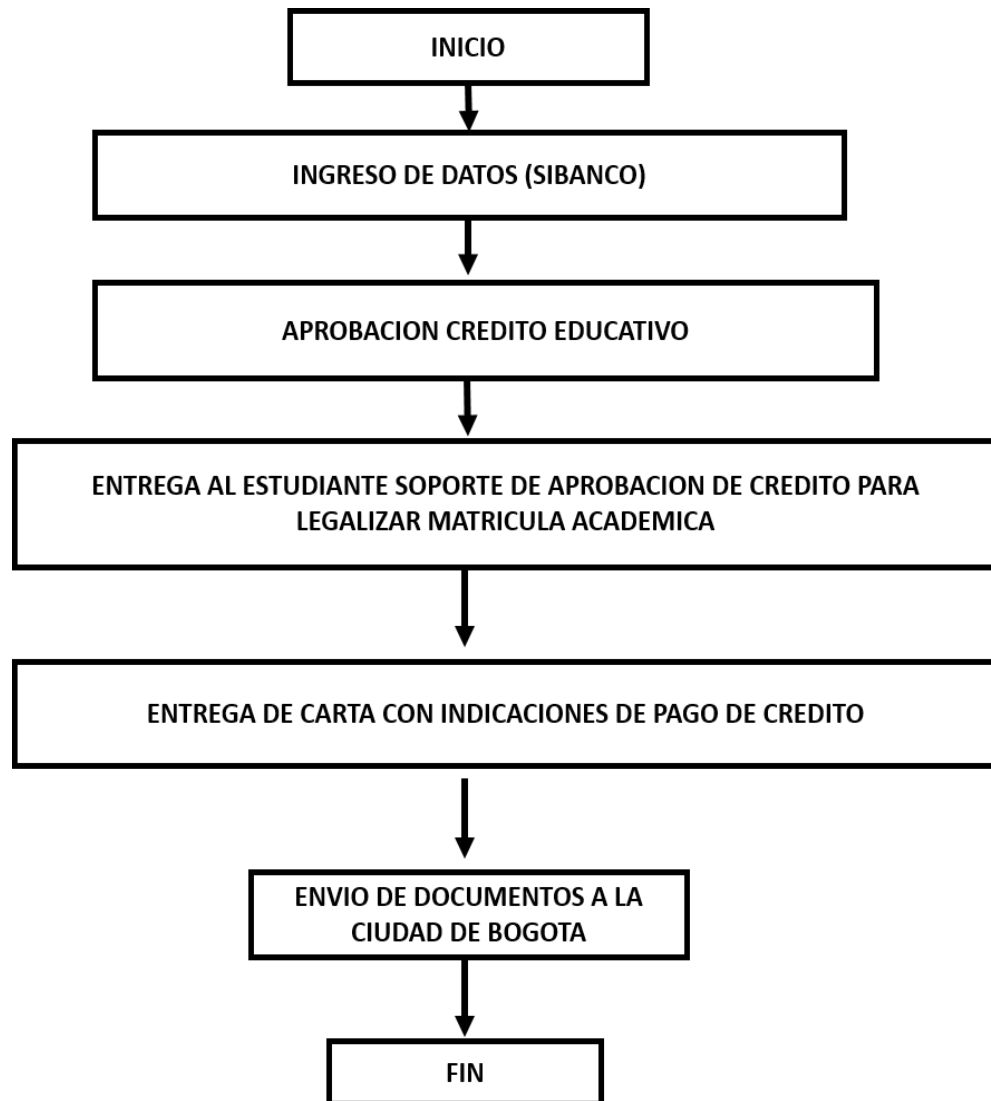 INICIO
INGRESO DE DATOS (SIBANCO)
APROBACION CREDITO EDUCATIVO
ENTREGA AL ESTUDIANTE SOPORTE DE APROBACION DE CREDITO PARA
LEGALIZAR MATRICULA ACADEMICA
ENTREGA DE CARTA CON INDICACIONES DE PAGO DE CREDITO
ENVIO DE DOCUMENTOS A LA
CIUDAD DE BOGOTA
FIN